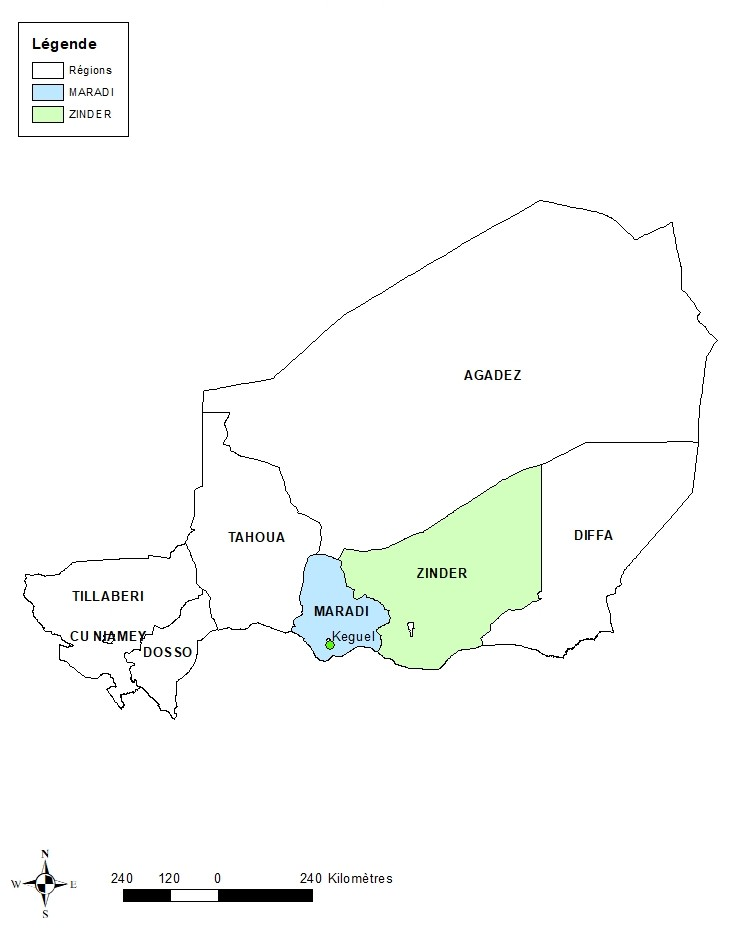 Légende
Régions
MARADI
ZINDER
AGADEZ
TAHOUA
DIFFA
ZINDER
TILLABERI
MARADI
CU NIAMEY
Keguel
DOSSO
N
W E
S
240 120 0 240 Kilomètres